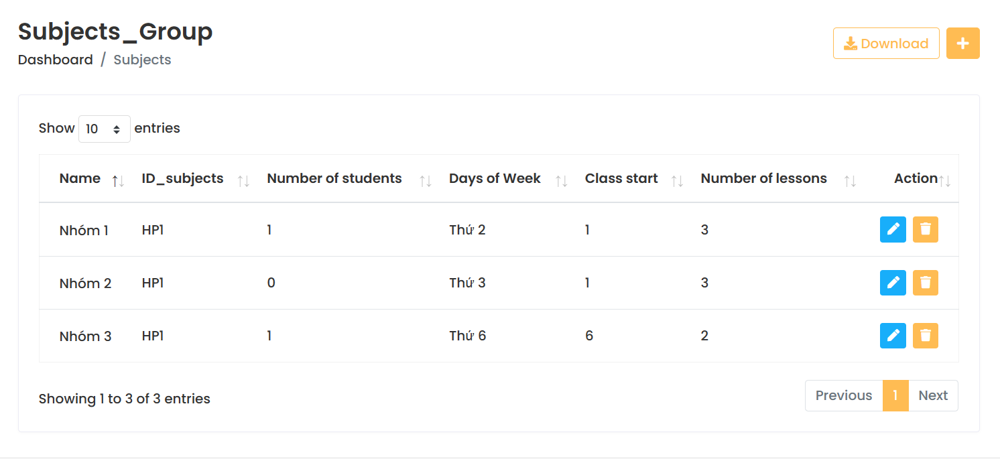 Subjects_Group
Dashboard / Subjects
Download
Show 10 entries
Name ID_subjects Number of students Days of Week Class start Number of lessons Action
Nhóm 1 HP1 1 Thứ 2 1 3
Nhóm 2 HP1 0 Thứ 3 1 3
Nhóm 3 HP1 1 Thứ 6 6 2
Showing 1 to 3 of 3 entries
Previous 1 Next